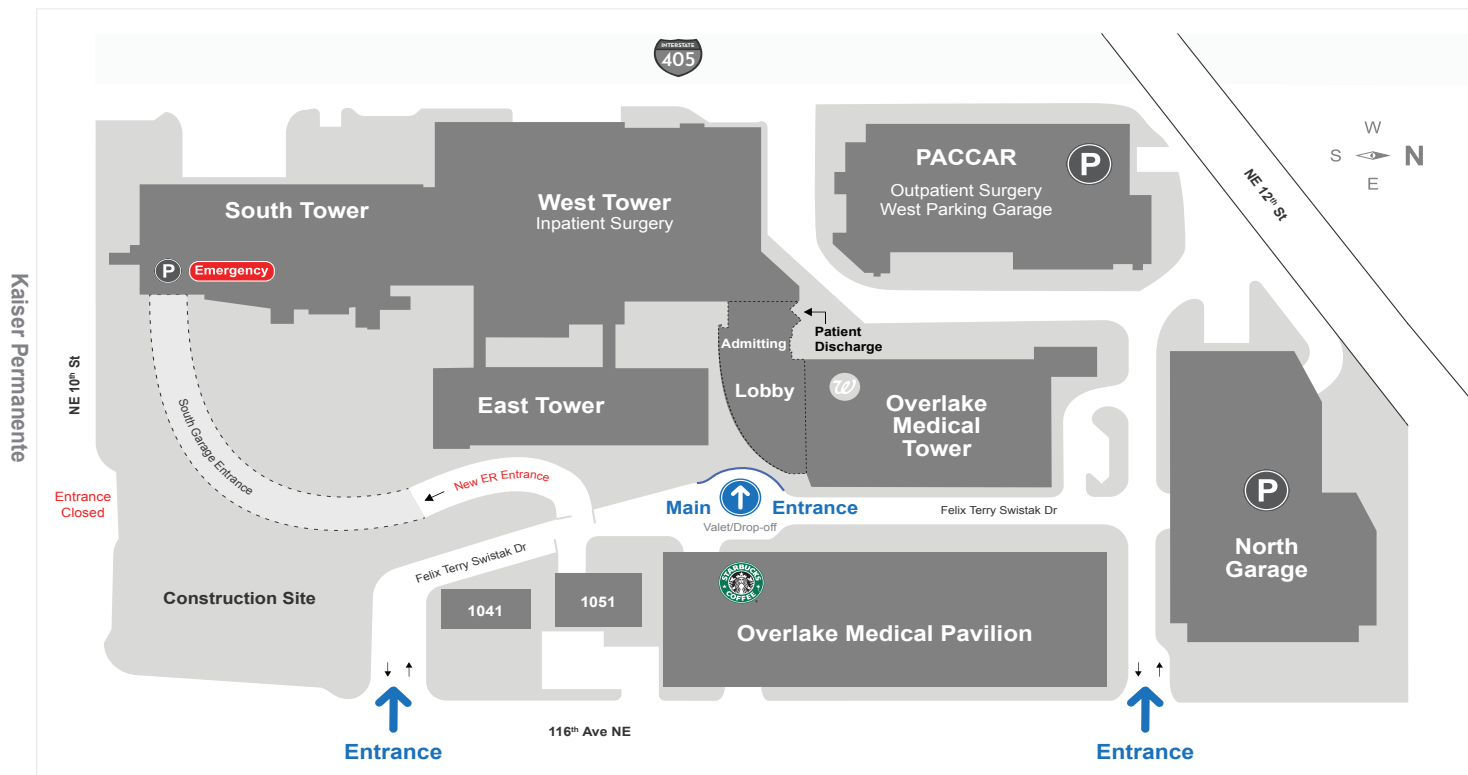 INTERSTATE
405
W
S N
E
NE 12th St
PACCAR
P
Outpatient Surgery
West Parking Garage
West Tower
Inpatient Surgery
South Tower
P
Emergency
Kaiser Permanente
NE 10th St
Patient
Discharge
Admitting
Lobby
W
Overlake
Medical
Tower
East Tower
South Garage Entrance
New ER Entrance
Entrance
Closed
Main Entrance
Valet/Drop-off
Felix Terry Swistak Dr
P
North
Garage
Felix Terry Swistak Dr
Construction Site
1041
1051
STARBUCKS
COFFEE
Overlake Medical Pavilion
116th Ave NE
Entrance
Entrance